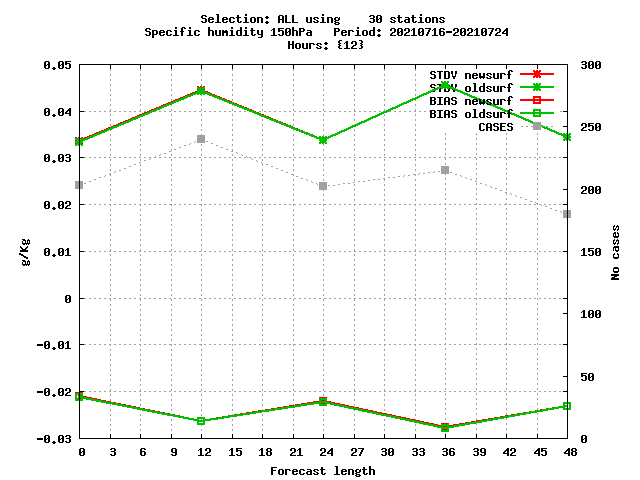 Selection: ALL using    30 stations
Specific humidity 150hPa   Period: 20210716-20210724
Hours: {12}
0.05
0.04
0.03
0.02
0.01
0
-0.01
-0.02
-0.03
g/Kg
300
250
200
150
100
50
0
No cases
STDV newsurf
STDV oldsurf
BIAS newsurf
BIAS oldsurf
CASES
0 3 6 9 12 15 18 21 24 27 30 33 36 39 42 45 48
Forecast length